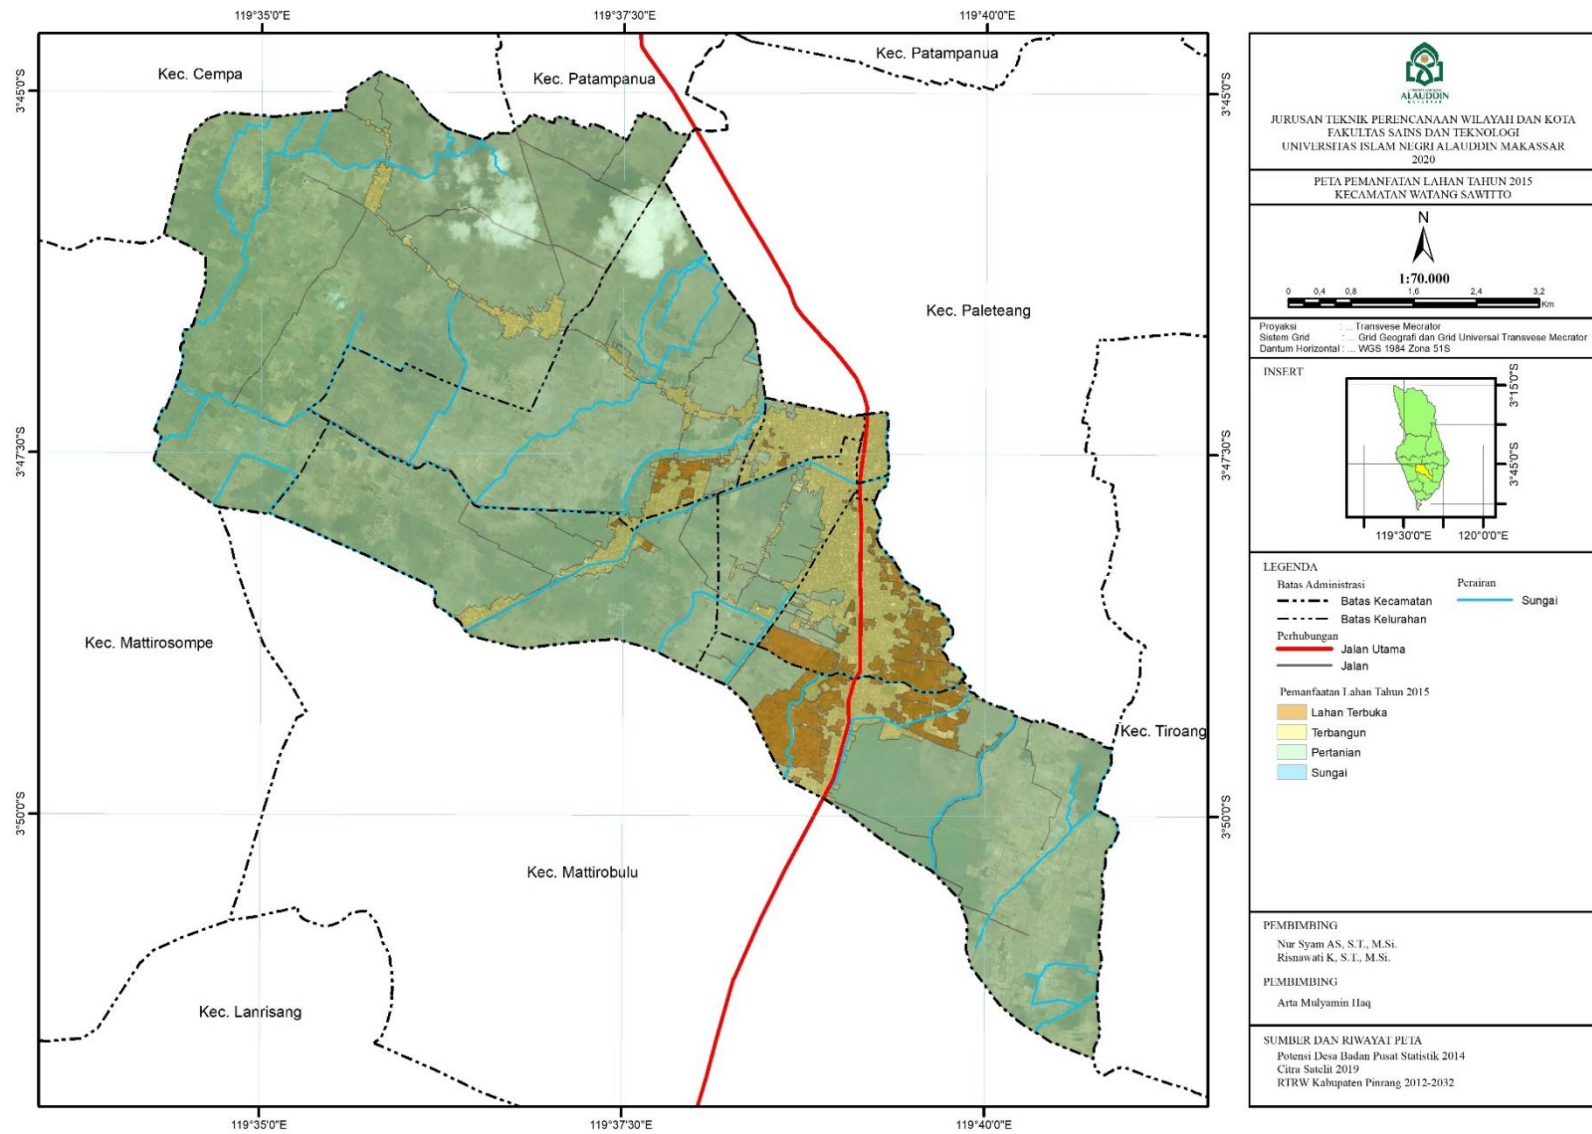 119°35'0"E 119°37'30"E 119°40'0"E
Kec. Cempa
Kec. Patampanua
Kec. Patampanua
3°45'0"S
3°45'0"S
Kec. Paleteang
3°47'30"S
3°47'30"S
Kec. Mattirosompe
Kec. Tiroang
3°50'0"S
3°50'0"S
Kec. Mattirobulu
Kec. Lanrisang
119°35'0"E 119°37'30"E 119°40'0"E
ALAUDDIN
JURUSAN TEKNIK PERENCANAAN WILAYAH DAN KOTA
FAKULTAS SAINS DAN TEKNOLOGI
UNIVERSITAS ISLAM NEGRI ALAUDDIN MAKASSAR
2020
PETA PEMANFATAN LAHAN TAHUN 2015
KECAMATAN WATANG SAWITTO
N
1:70.000
0 0,4 0,8 1,6 2,4 3,2
Km
Proyaksi : ... Transvese Mecrator
Sistem Grid : ... Grid Geografi dan Grid Universal Transvese Mecrator
Dantum Horizontal : ... WGS 1984 Zona 51S
INSERT
3°15'0"S
3°45'0"S
119°30'0"E 120°0'0"E
LEGENDA
Batas Administrasi Perairan
Batas Kecamatan Sungai
Batas Kelurahan
Perhubungan
Jalan Utama
Jalan
Pemanfaatan Lahan Tahun 2015
Lahan Terbuka
Terbangun
Pertanian
Sungai
PEMBIMBING
Nur Syam AS, S.T., M.Si.
Risnawati K, S.T., M.Si.
PEMBIMBING
Arta Mulyamin Haq
SUMBER DAN RIWAYAT PETA
Potensi Desa Badan Pusat Statistik 2014
Citra Satelit 2019
RTRW Kabupaten Pinrang 2012-2032